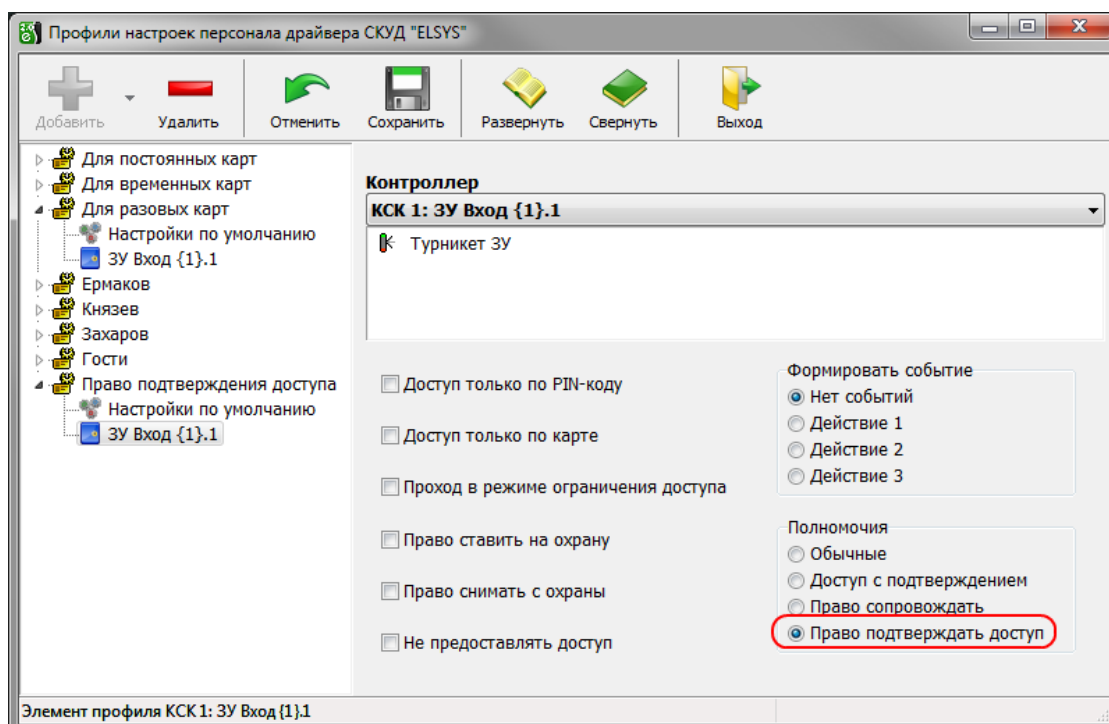 Профили настроек персонала драйвера СКУД "ELSYS"
Добавить Удалить Отменить Сохранить Развернуть Свернуть Выход
Для постоянных карт
Для временных карт
Для разовых карт
Настройки по умолчанию
ЗУ Вход {1}.1
Ермаков
Князев
Захаров
Гости
Право подтверждения доступа
Настройки по умолчанию
ЗУ Вход {1}.1
Контроллер
КСК 1: ЗУ Вход {1}.1
Турникет ЗУ
Доступ только по PIN-коду
Доступ только по карте
Проход в режиме ограничения доступа
Право ставить на охрану
Право снимать с охраны
Не предоставлять доступ
Формировать событие
Нет событий
Действие 1
Действие 2
Действие 3
Полномочия
Обычные
Доступ с подтверждением
Право сопровождать
Право подтверждать доступ
Элемент профиля КСК 1: ЗУ Вход {1}.1